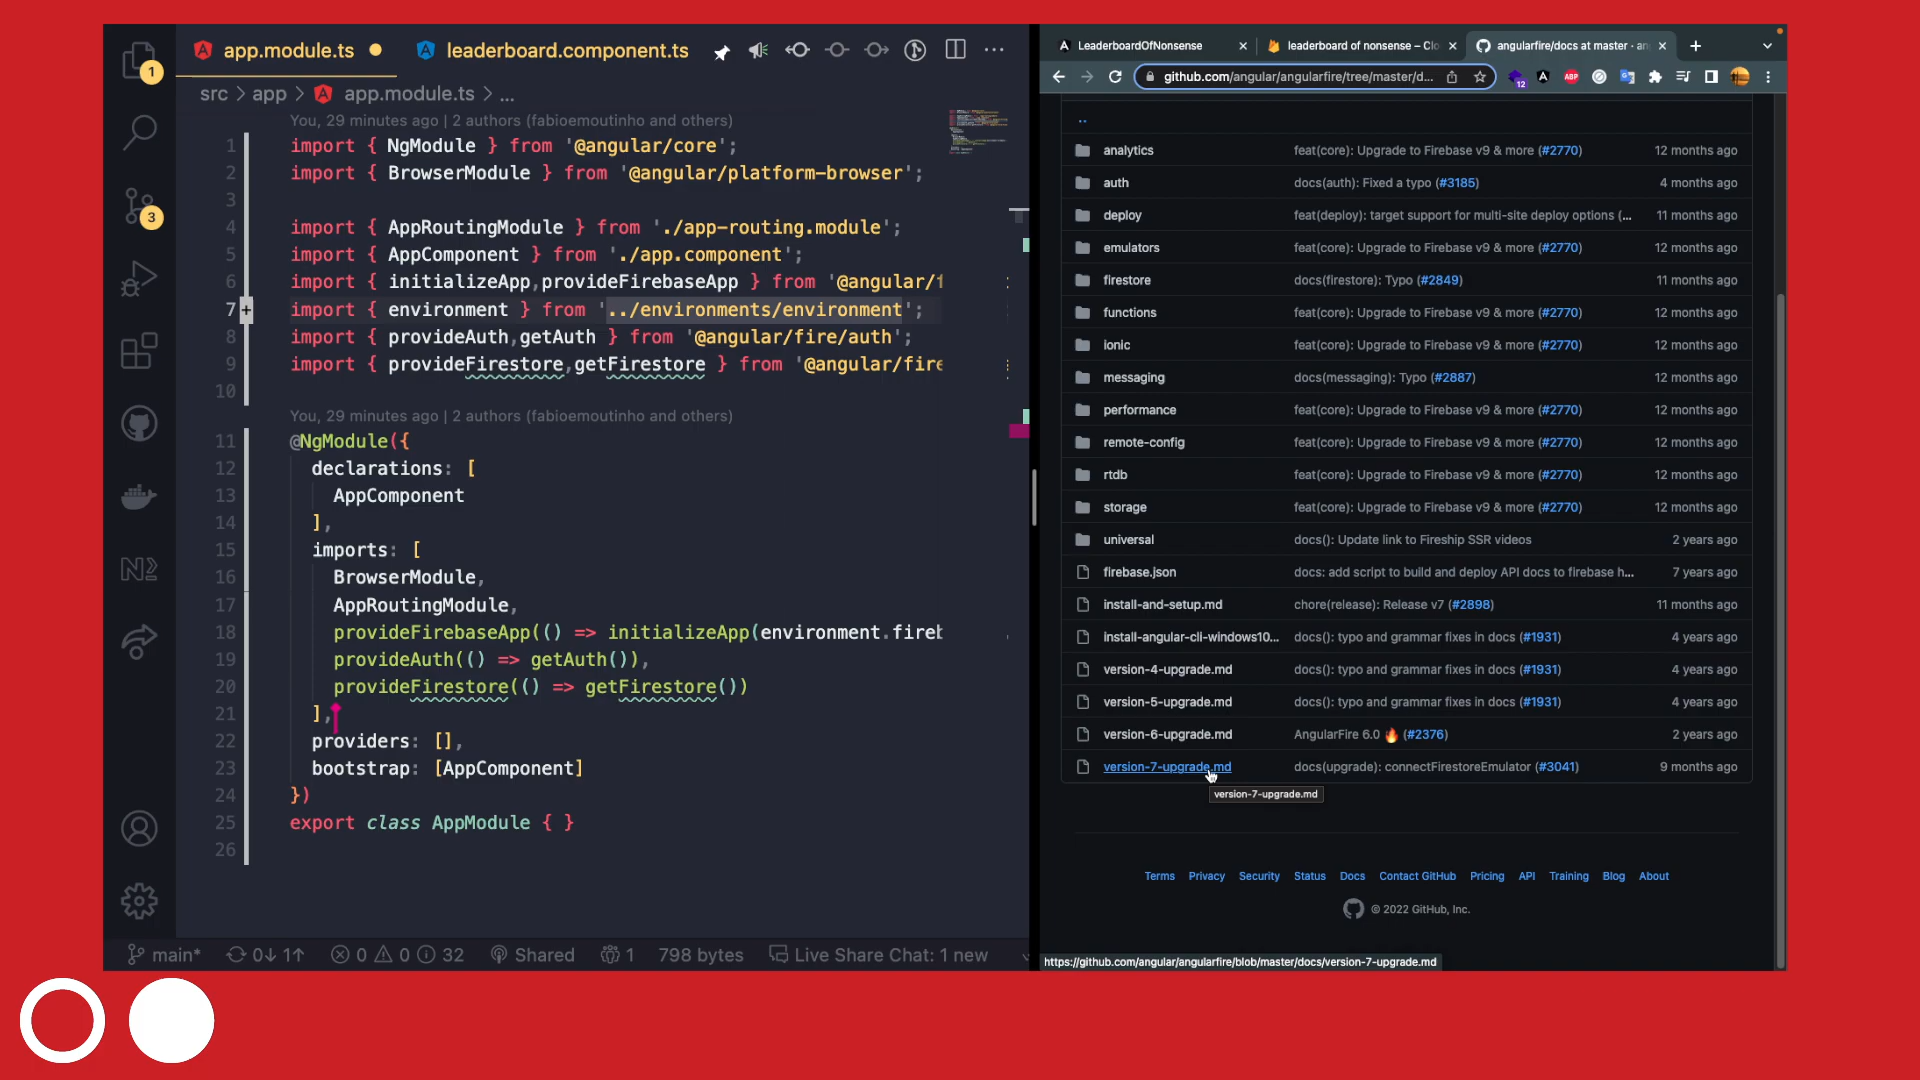 app.module.ts
leaderboard.component.ts
src > app > app.module.ts > ...
You, 29 minutes ago | 2 authors (fabioemoutinho and others)
1 import { NgModule } from '@angular/core';
2 import { BrowserModule } from '@angular/platform-browser';
3
4 import { AppRoutingModule } from './app-routing.module';
5 import { AppComponent } from './app.component';
6 import { initializeApp,provideFirebaseApp } from '@angular/f
7 import { environment } from '../environments/environment';
8 import { provideAuth,getAuth } from '@angular/fire/auth';
9 import { provideFirestore,getFirestore } from '@angular/fire
10
You, 29 minutes ago | 2 authors (fabioemoutinho and others)
11 @NgModule({
12 declarations: [
13 AppComponent
14 ],
15 imports: [
16 BrowserModule,
17 AppRoutingModule,
18 provideFirebaseApp(() => initializeApp(environment.fireb
19 provideAuth(() => getAuth()),
20 provideFirestore(() => getFirestore())
21 ],
22 providers: [],
23 bootstrap: [AppComponent]
24 })
25 export class AppModule { }
26
1
3
main* 0↓ 1↑ 0 0 32 Shared 1 798 bytes Live Share Chat: 1 new
LeaderboardOfNonsense
leaderboard of nonsense – Clo
angularfire/docs at master · an
github.com/angular/angularfire/tree/master/d...
12
ABP
..
analytics feat(core): Upgrade to Firebase v9 & more (#2770) 12 months ago
auth docs(auth): Fixed a typo (#3185) 4 months ago
deploy feat(deploy): target support for multi-site deploy options (... 11 months ago
emulators feat(core): Upgrade to Firebase v9 & more (#2770) 12 months ago
firestore docs(firestore): Typo (#2849) 11 months ago
functions feat(core): Upgrade to Firebase v9 & more (#2770) 12 months ago
ionic feat(core): Upgrade to Firebase v9 & more (#2770) 12 months ago
messaging docs(messaging): Typo (#2887) 12 months ago
performance feat(core): Upgrade to Firebase v9 & more (#2770) 12 months ago
remote-config feat(core): Upgrade to Firebase v9 & more (#2770) 12 months ago
rtdb feat(core): Upgrade to Firebase v9 & more (#2770) 12 months ago
storage feat(core): Upgrade to Firebase v9 & more (#2770) 12 months ago
universal docs(): Update link to Fireship SSR videos 2 years ago
firebase.json docs: add script to build and deploy API docs to firebase h... 7 years ago
install-and-setup.md chore(release): Release v7 (#2898) 11 months ago
install-angular-cli-windows10... docs(): typo and grammar fixes in docs (#1931) 4 years ago
version-4-upgrade.md docs(): typo and grammar fixes in docs (#1931) 4 years ago
version-5-upgrade.md docs(): typo and grammar fixes in docs (#1931) 4 years ago
version-6-upgrade.md AngularFire 6.0 🔥 (#2376) 2 years ago
version-7-upgrade.md docs(upgrade): connectFirestoreEmulator (#3041) 9 months ago
version-7-upgrade.md
Terms Privacy Security Status Docs Contact GitHub Pricing API Training Blog About
© 2022 GitHub, Inc.
https://github.com/angular/angularfire/blob/master/docs/version-7-upgrade.md